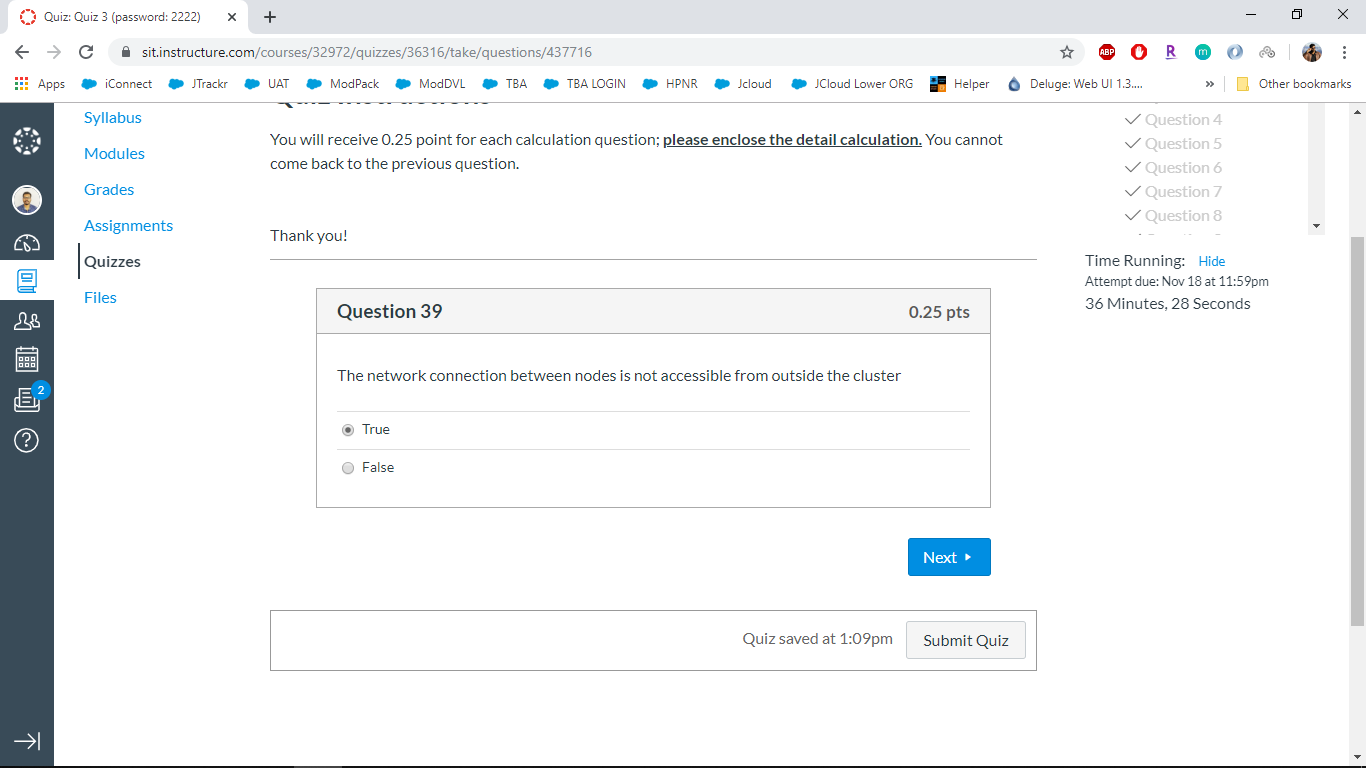 Quiz: Quiz 3 (password: 2222)
sit.instructure.com/courses/32972/quizzes/36316/take/questions/437716
ABP
R
m
Apps
iConnect
JTrackr
UAT
ModPack
ModDVL
TBA
TBA LOGIN
HPNR
Jcloud
JCloud Lower ORG
Helper
Deluge: Web UI 1.3....
»
Other bookmarks
Syllabus
Modules
Grades
Assignments
Quizzes
Files
2
You will receive 0.25 point for each calculation question; please enclose the detail calculation. You cannot
come back to the previous question.
Thank you!
Question 4
Question 5
Question 6
Question 7
Question 8
Time Running: Hide
Attempt due: Nov 18 at 11:59pm
36 Minutes, 28 Seconds
Question 39
0.25 pts
The network connection between nodes is not accessible from outside the cluster
True
False
Next
Quiz saved at 1:09pm
Submit Quiz